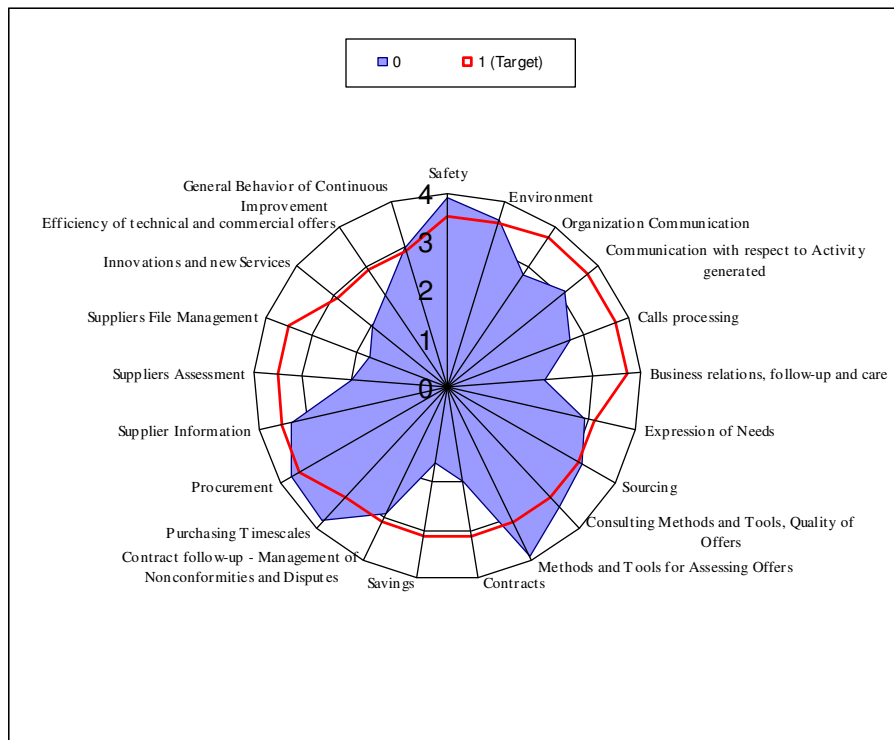 0 1 (Target)
Safety
Environment
Organization Communication
Communication with respect to Activity
generated
Calls processing
Business relations, follow-up and care
Expression of Needs
Sourcing
Consulting Methods and Tools, Quality of
Offers
Methods and Tools for Assessing Offers
Contracts
Savings
Contract follow-up - Management of
Nonconformities and Disputes
Purchasing Timescales
Procurement
Supplier Information
Suppliers Assessment
Suppliers File Management
Innovations and new Services
Efficiency of technical and commercial offers
General Behavior of Continuous
Improvement
4
3
2
1
0